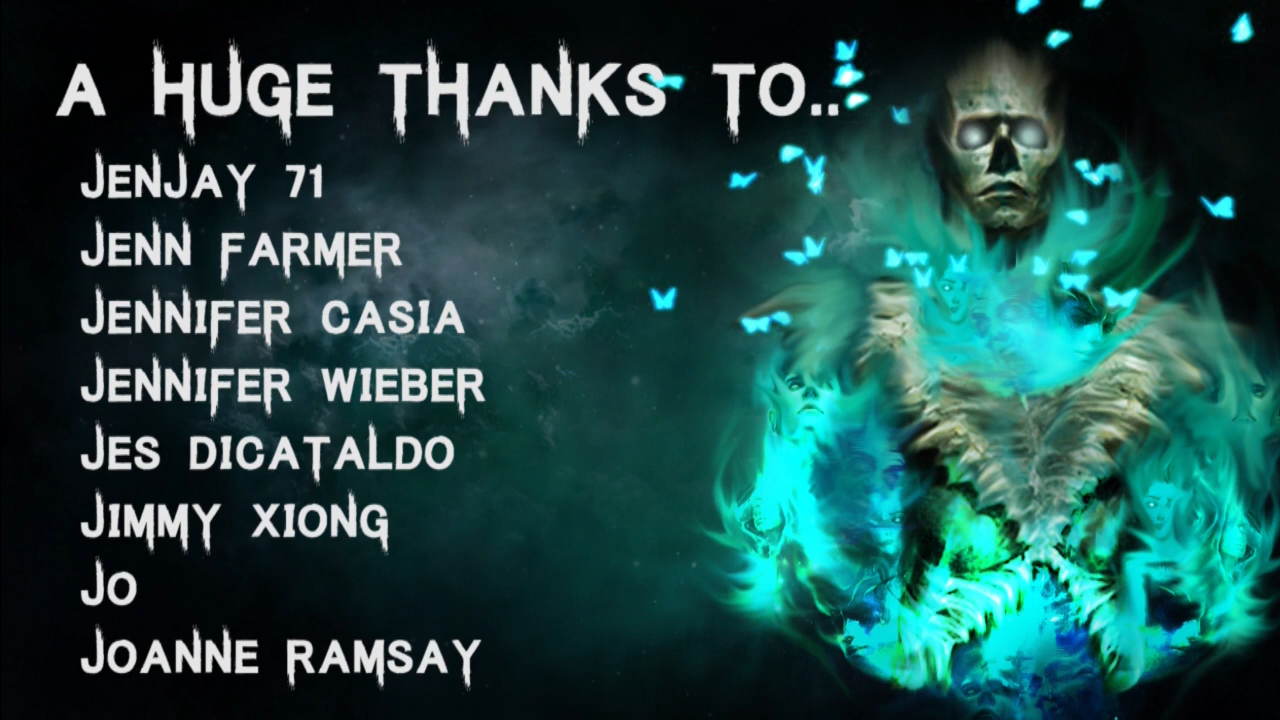 A HUGE THANKS TO..
JENJAY 71
JENN FARMER
JENNIFER CASIA
JENNIFER WIEBER
JES DICATALDO
JIMMY XIONG
JO
JOANNE RAMSAY